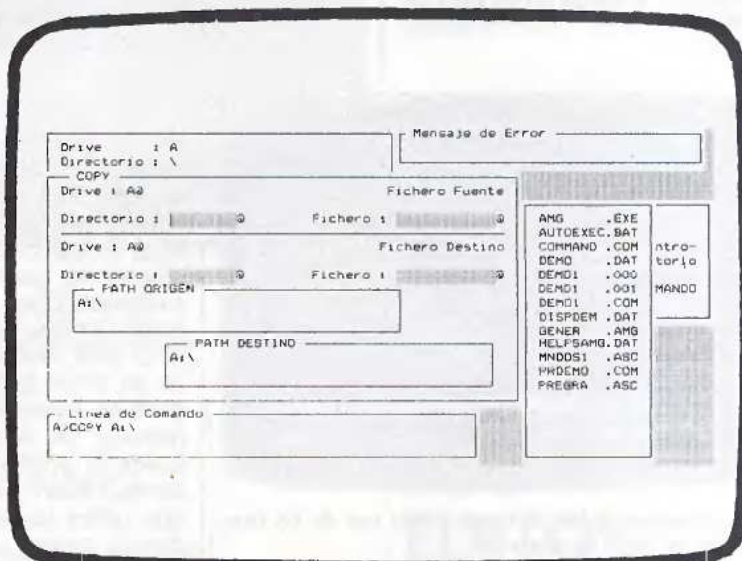 Mensaje de Error
Drive : A
Directorio : \
COPY
Drive : A@
Fichero Fuente
Directorio : @ Fichero : @
Drive : A@
Fichero Destino
Directorio : @ Fichero : @
PATH ORIGEN
A:\
PATH DESTINO
A:\
Linea de Comando
A>COPY A:\
AMG .EXE
AUTOEXEC.BAT
COMMAND .COM
DEMO .DAT
DEMO1 .000
DEMO1 .001
DEMO1 .COM
DISPDEM .DAT
GENER .AMG
HELPSAMG.DAT
MNDOS1 .ASC
PRDEMO .COM
PREGRA .ASC
ntro-
torio
MANDO